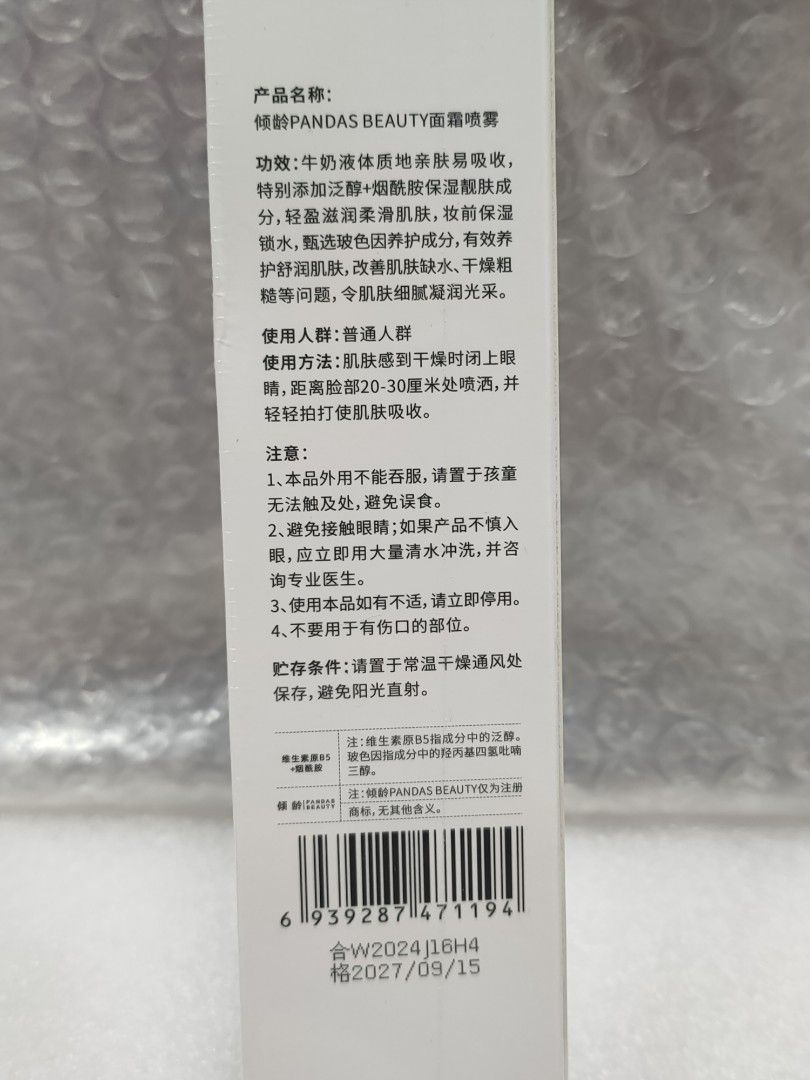 产品名称：
倾龄PANDAS BEAUTY面霜喷雾
功效：牛奶液体质地亲肤易吸收，
特别添加泛醇+烟酰胺保湿靓肤成
分，轻盈滋润柔滑肌肤，妆前保湿
锁水，甄选玻色因养护成分，有效养
护舒润肌肤，改善肌肤缺水、干燥粗
糙等问题，令肌肤细腻凝润光采。
使用人群：普通人群
使用方法：肌肤感到干燥时闭上眼
睛，距离脸部20-30厘米处喷洒，并
轻轻拍打使肌肤吸收。
注意：
1、本品外用不能吞服，请置于孩童
无法触及处，避免误食。
2、避免接触眼睛；如果产品不慎入
眼，应立即用大量清水冲洗，并咨
询专业医生。
3、使用本品如有不适，请立即停用。
4、不要用于有伤口的部位。
贮存条件：请置于常温干燥通风处
保存，避免阳光直射。
维生素原B5
+烟酰胺
注：维生素原B5指成分中的泛醇。
玻色因指成分中的羟丙基四氢吡喃
三醇。
倾龄|PANDAS
BEAUTY
注：倾龄PANDAS BEAUTY仅为注册
商标，无其他含义。
6 939287 471194
合W2024J16H4
格2027/09/15